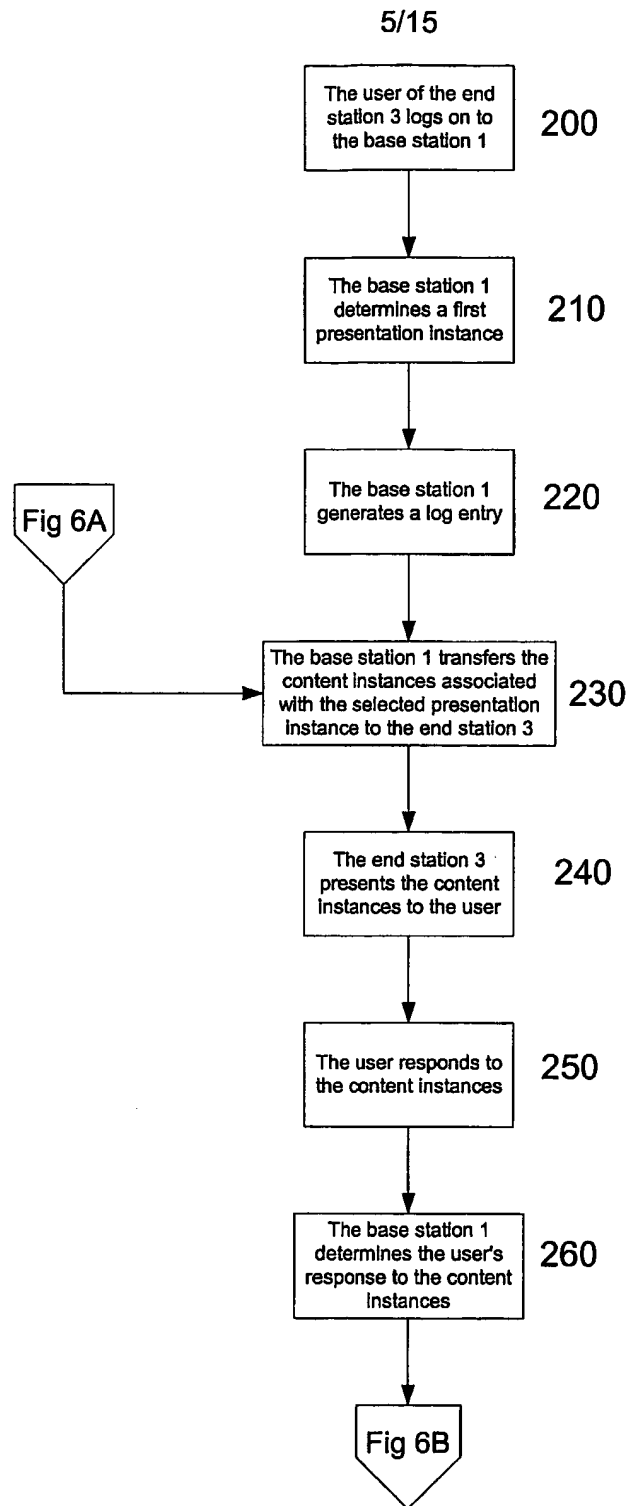 5/15
The user of the end
station 3 logs on to
the base station 1
200
The base station 1
determines a first
presentation instance
210
The base station 1
generates a log entry
220
Fig 6A
The base station 1 transfers the
content instances associated
with the selected presentation
instance to the end station 3
230
The end station 3
presents the content
instances to the user
240
The user responds to
the content instances
250
The base station 1
determines the user's
response to the content
instances
260
Fig 6B